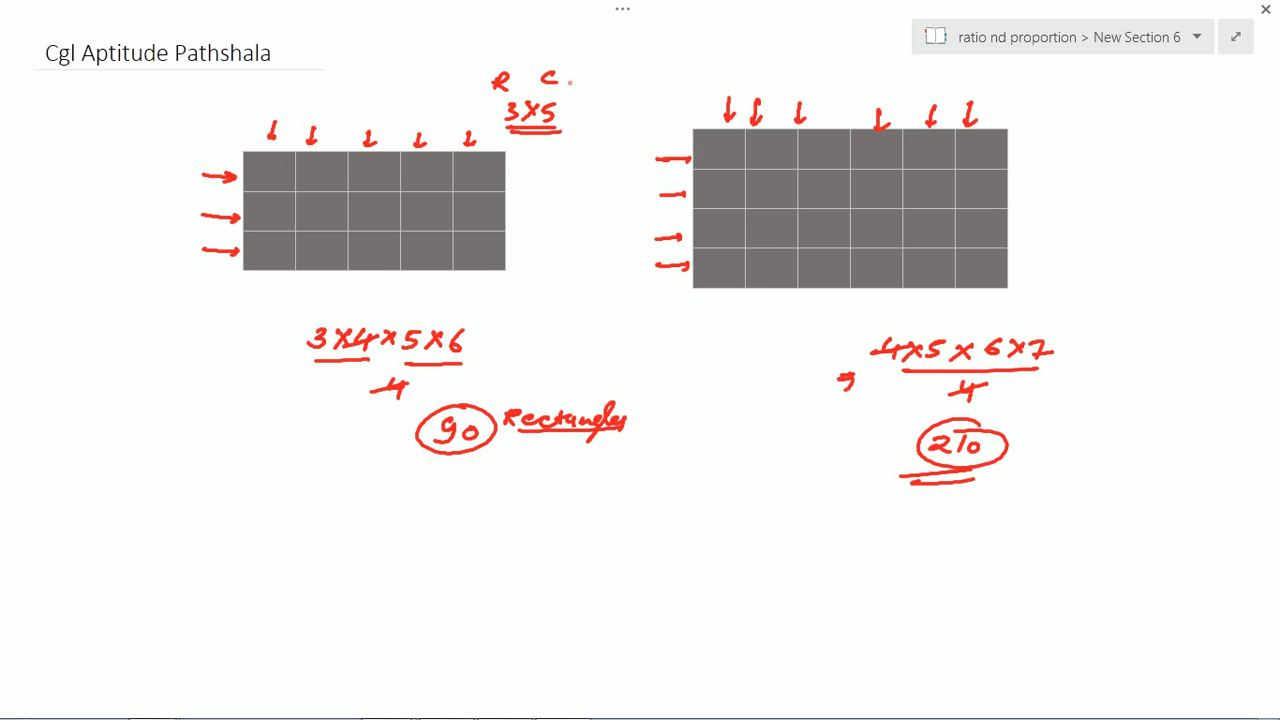 Cgl Aptitude Pathshala
ratio nd proportion > New Section 6
R C
3×5
3×4×5×6
4
90 Rectangles
4×5×6×7
4
210